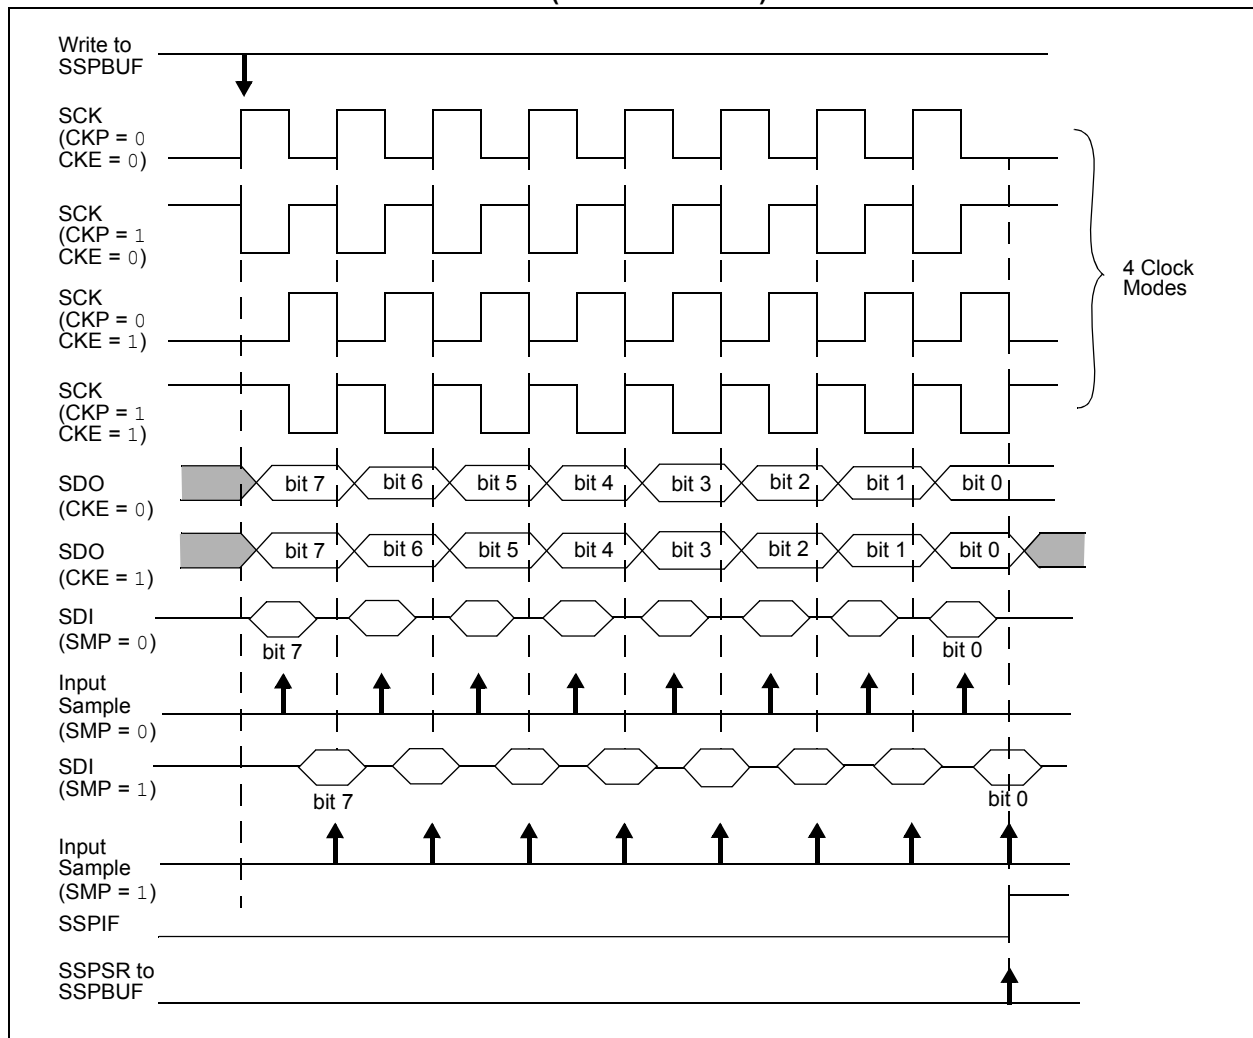 Write to
SSPBUF
SCK
(CKP = 0
CKE = 0)
SCK
(CKP = 1
CKE = 0)
SCK
(CKP = 0
CKE = 1)
SCK
(CKP = 1
CKE = 1)
4 Clock
Modes
SDO
(CKE = 0)
bit 7 bit 6 bit 5 bit 4 bit 3 bit 2 bit 1 bit 0
SDO
(CKE = 1)
bit 7 bit 6 bit 5 bit 4 bit 3 bit 2 bit 1 bit 0
SDI
(SMP = 0)
bit 7 bit 0
Input
Sample
(SMP = 0)
SDI
(SMP = 1)
bit 7 bit 0
Input
Sample
(SMP = 1)
SSPIF
SSPSR to
SSPBUF